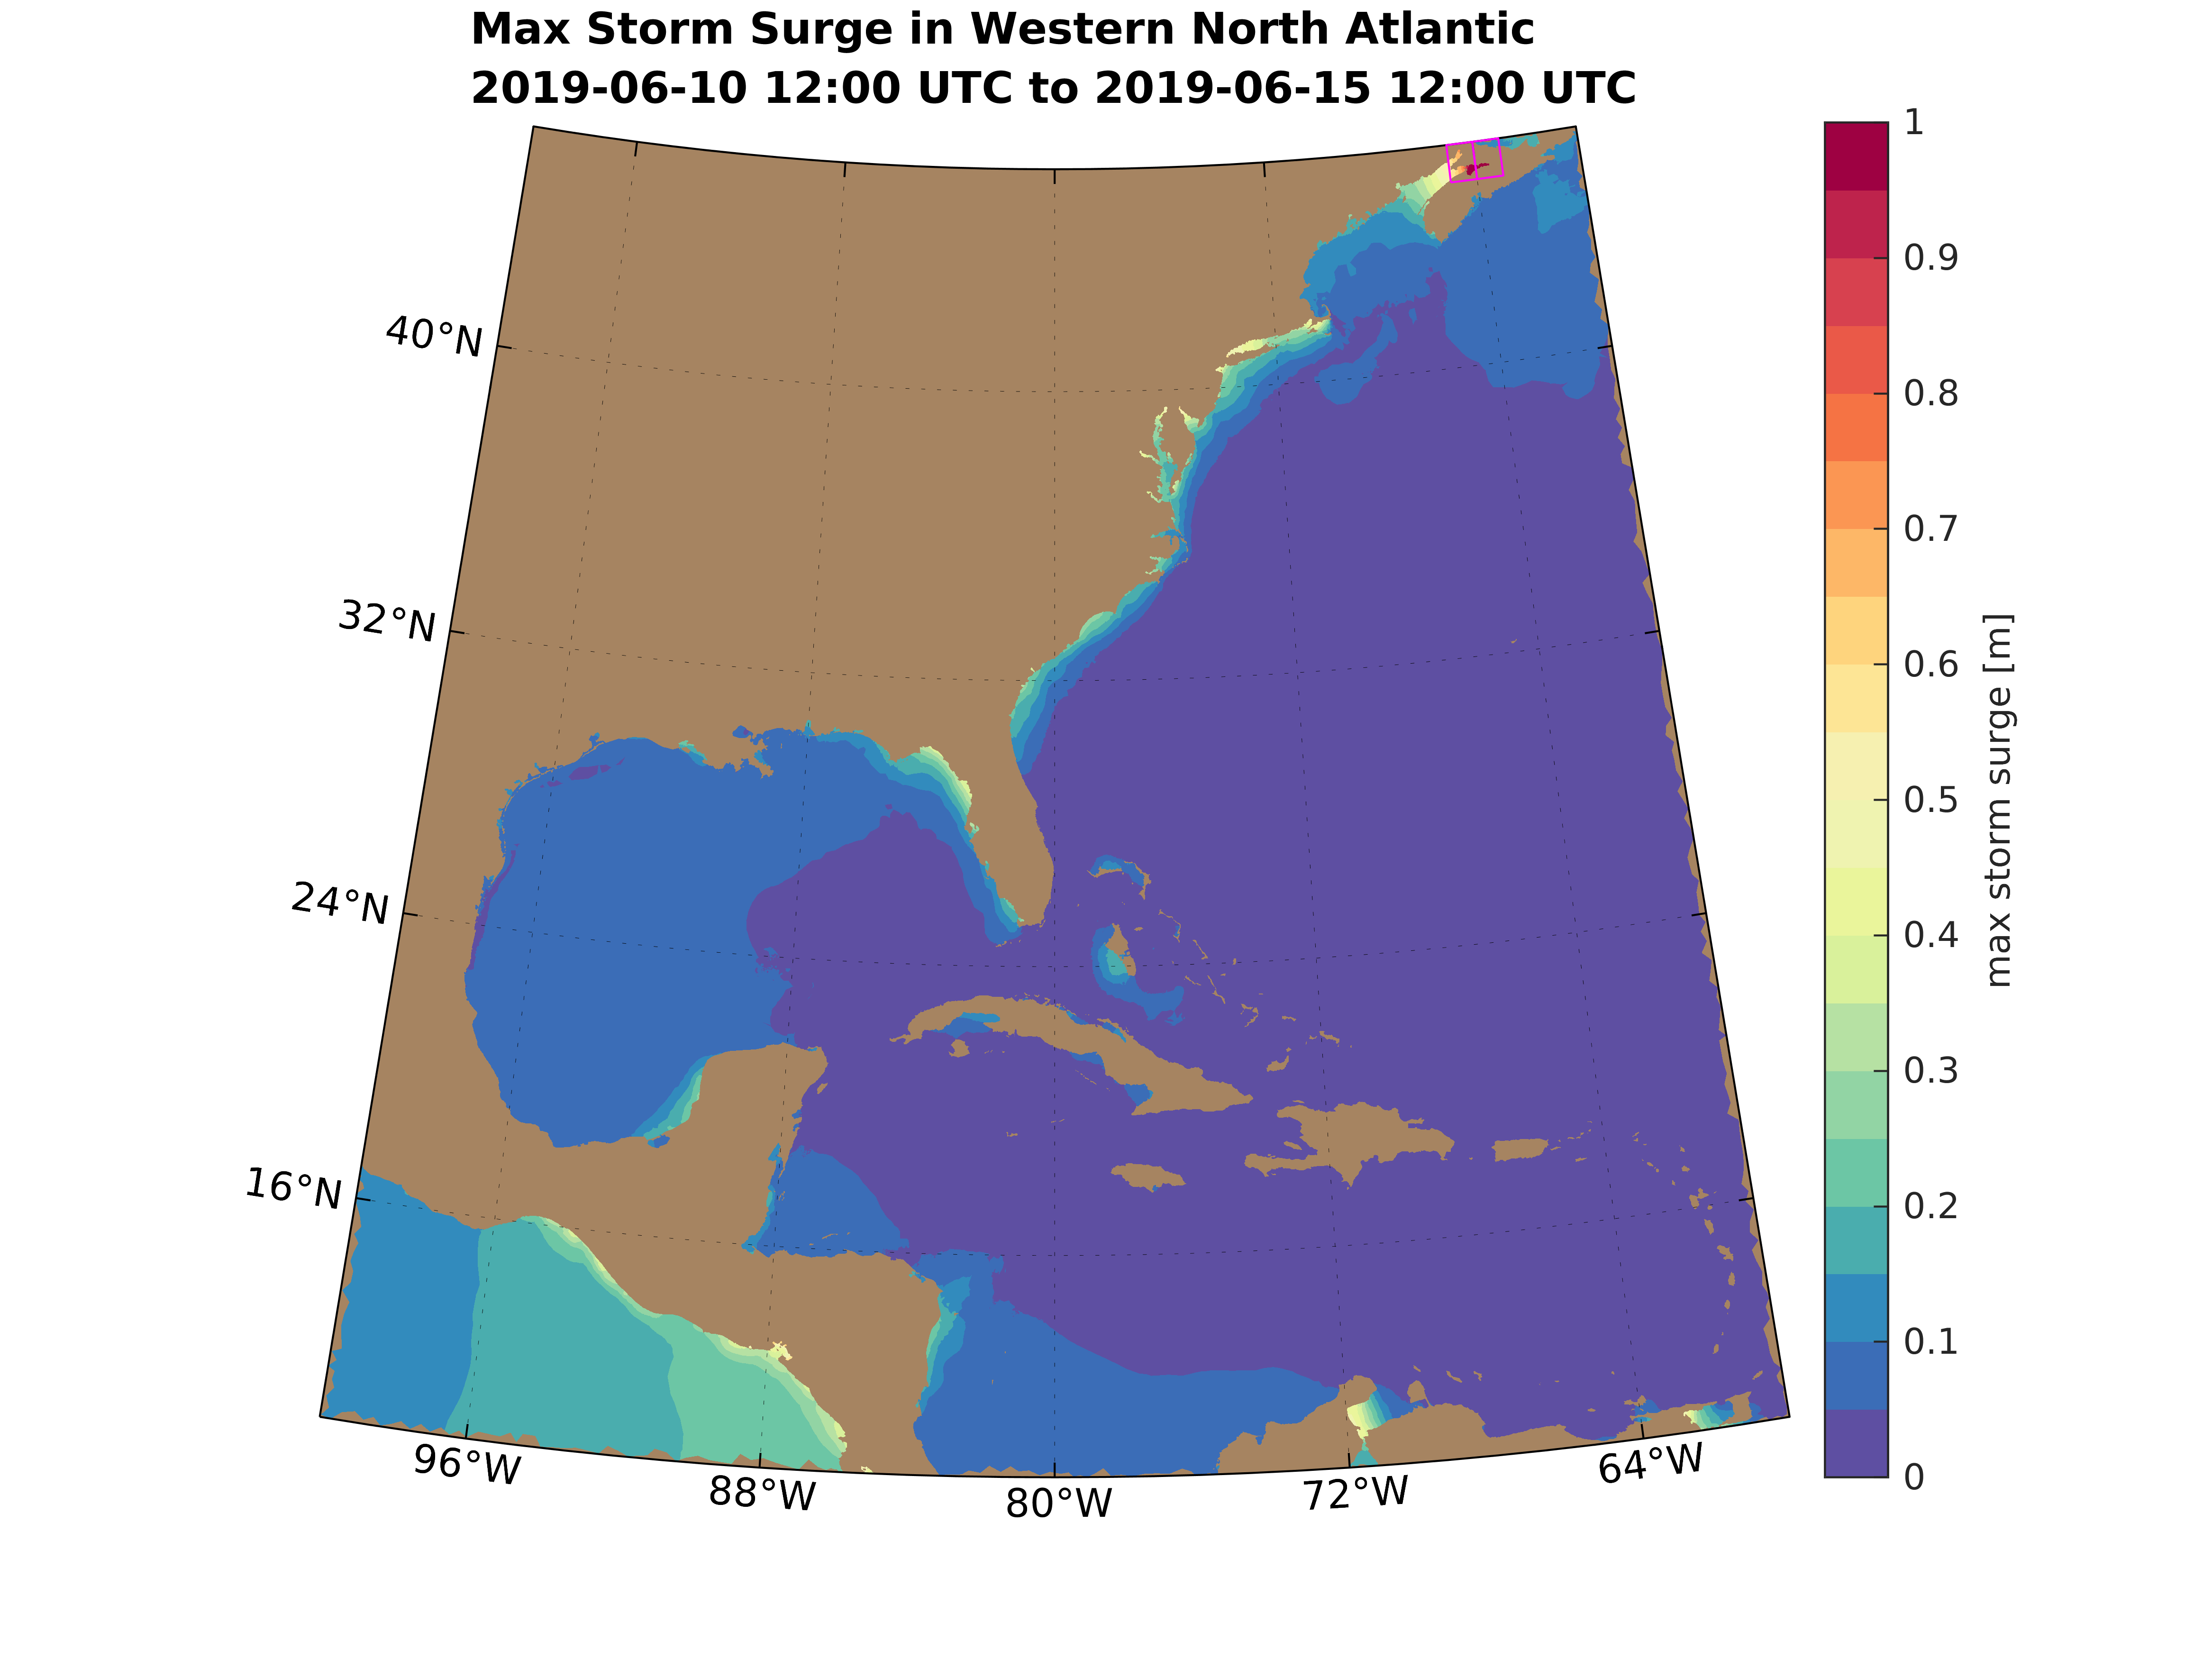 Max Storm Surge in Western North Atlantic
2019-06-10 12:00 UTC to 2019-06-15 12:00 UTC
40°N
32°N
24°N
16°N
96°W
88°W
80°W
72°W
64°W
1
0.9
0.8
0.7
0.6
0.5
0.4
0.3
0.2
0.1
0
max storm surge [m]